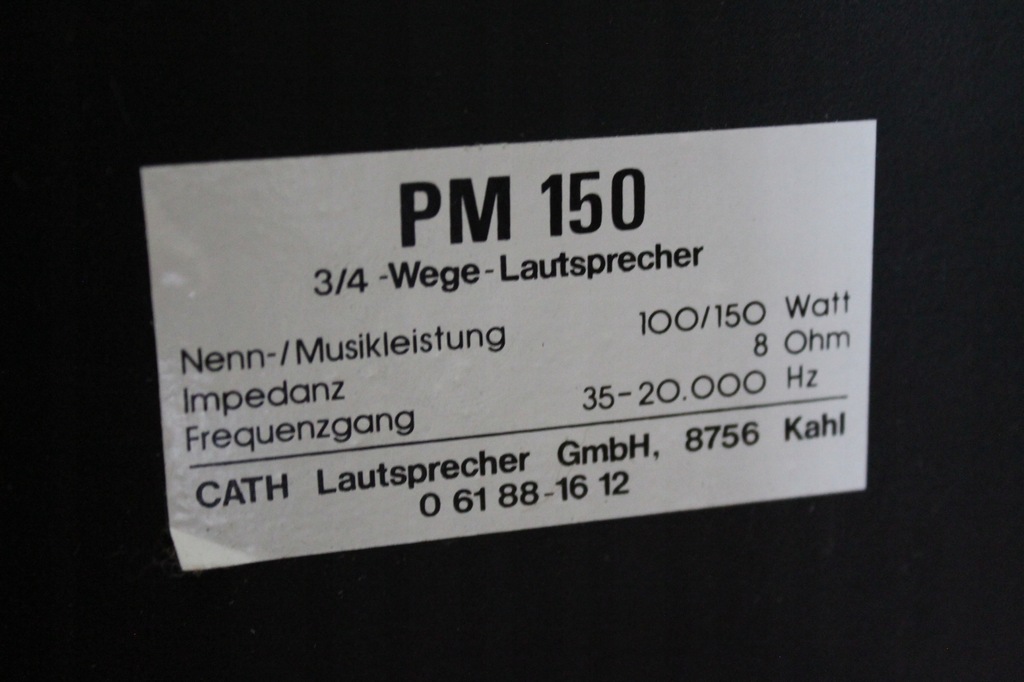 PM 150
3/4 -Wege-Lautsprecher
Nenn-/Musikleistung 100/150 Watt
Impedanz 8 Ohm
Frequenzgang 35-20.000 Hz
CATH Lautsprecher GmbH, 8756 Kahl
0 61 88-16 12